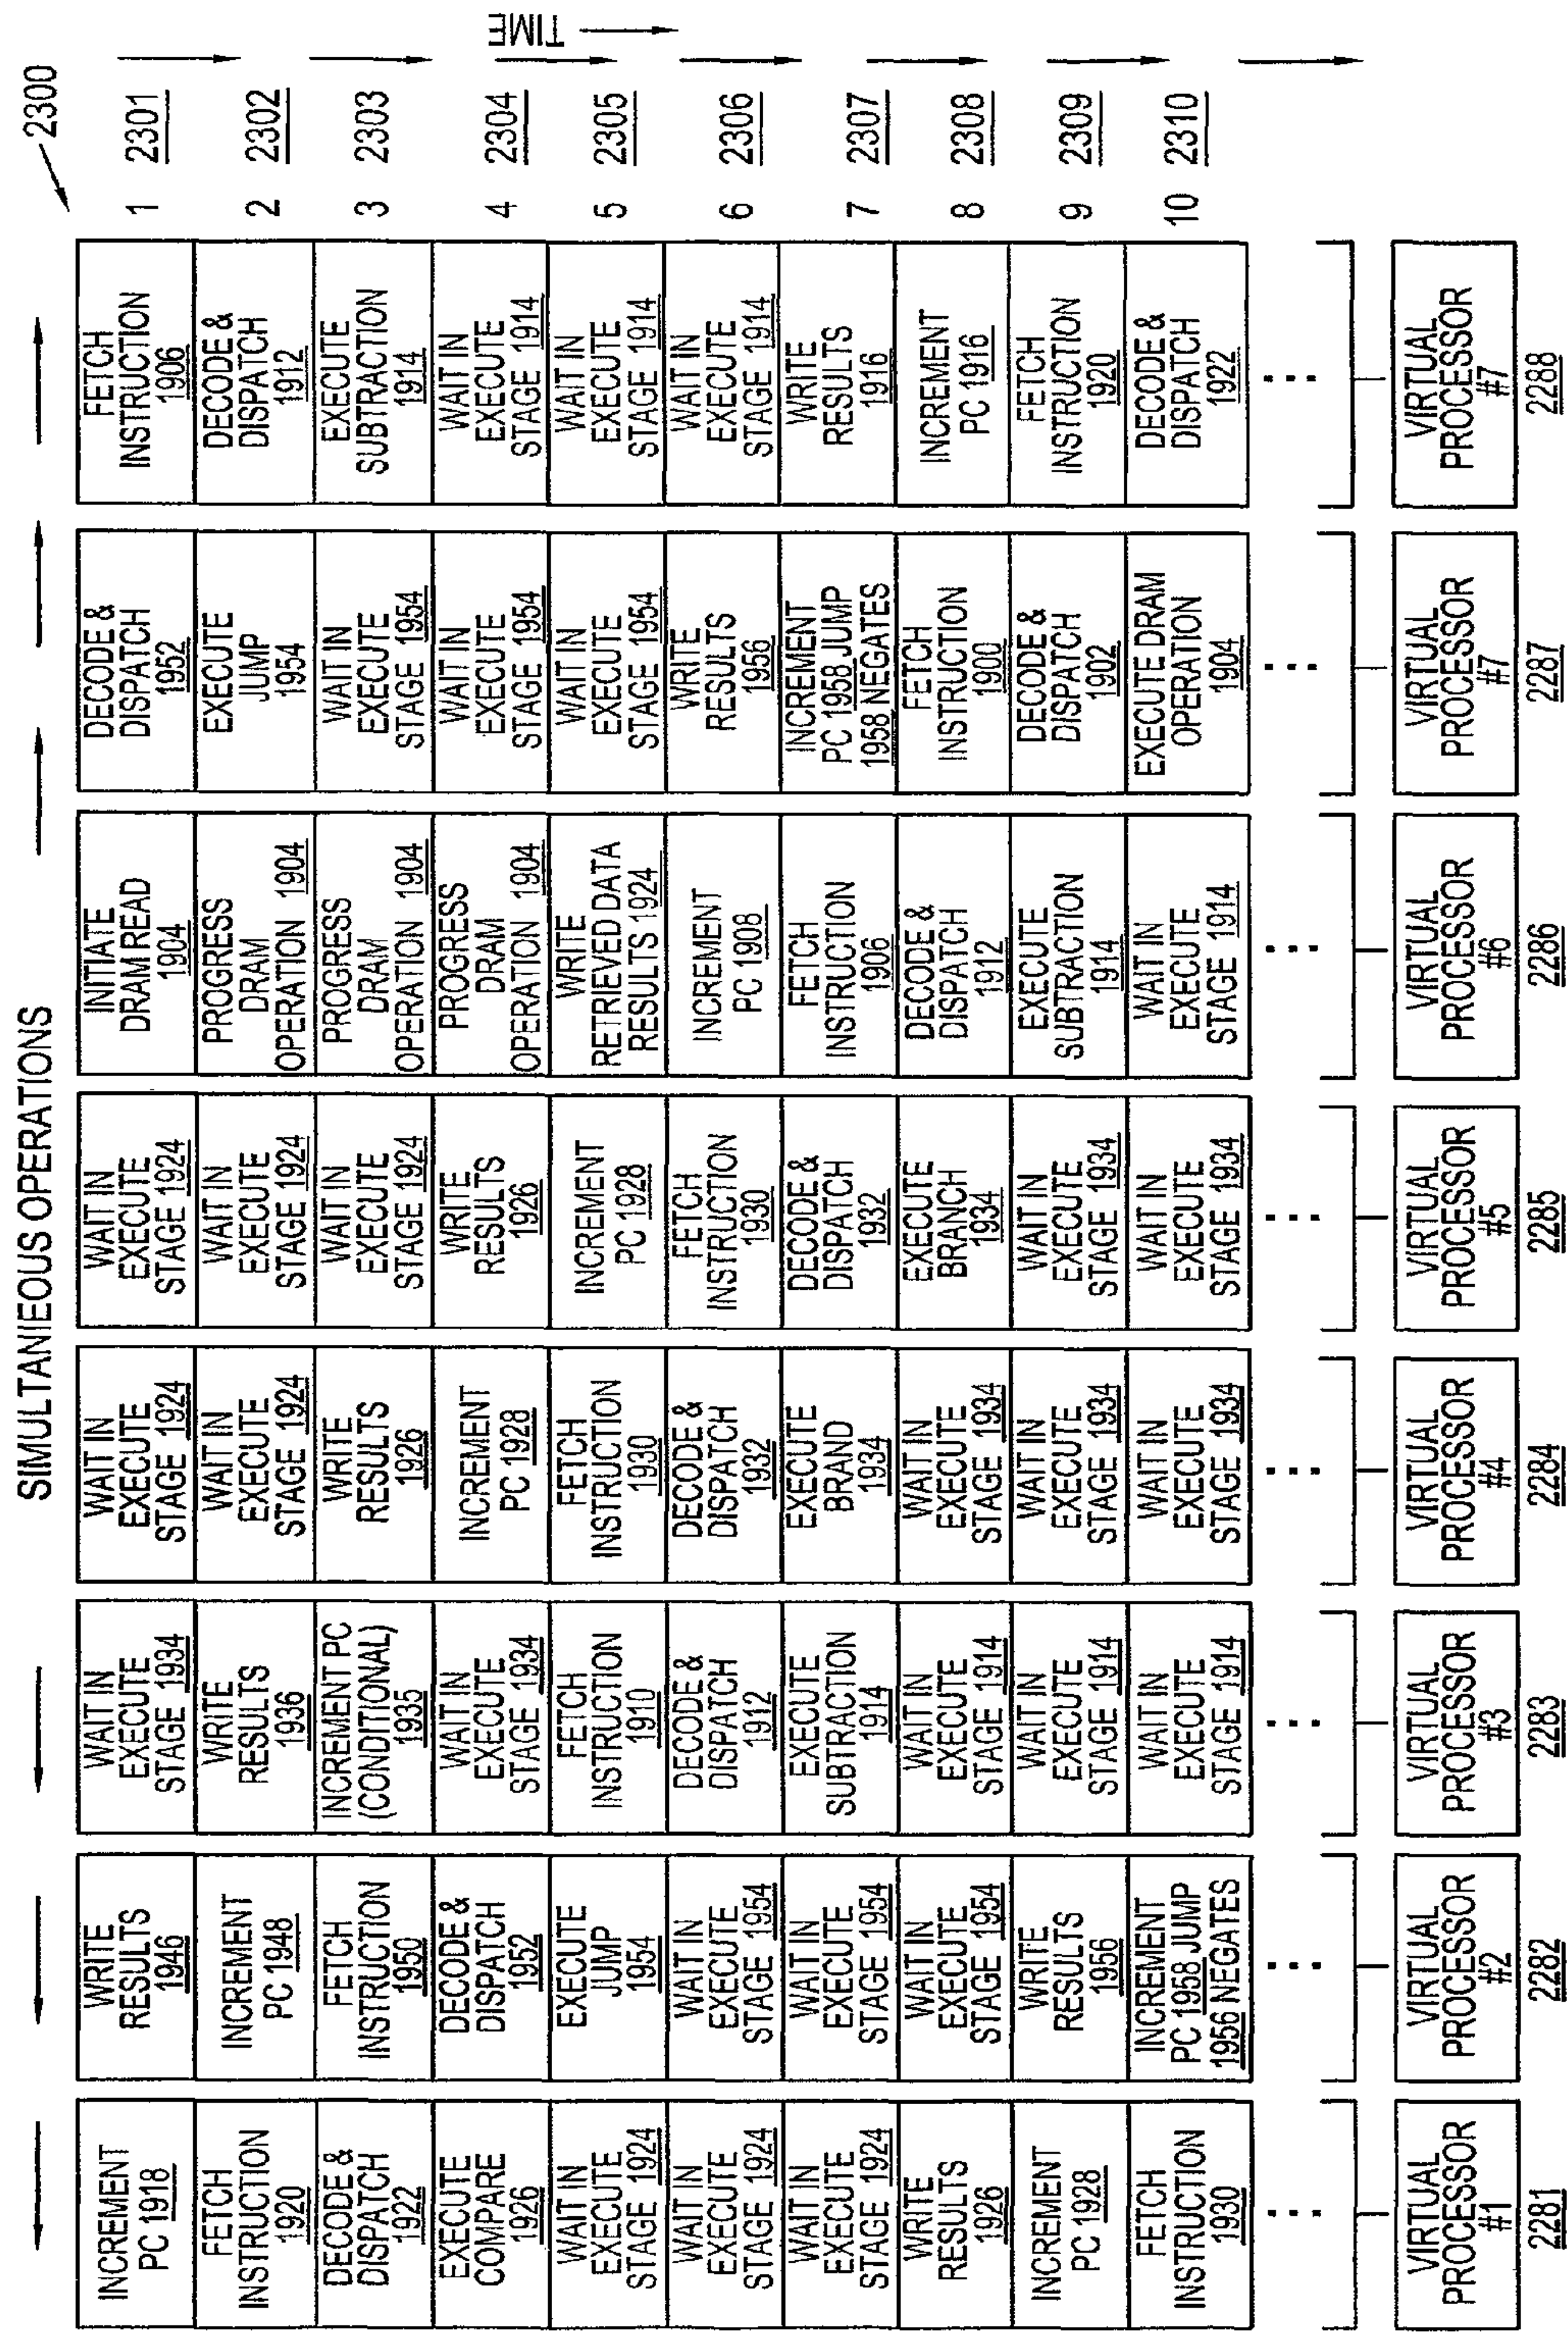 SIMULTANIEOUS OPERATIONS
2300
TIME
INCREMENT
PC 1918
WRITE
RESULTS
1946
WAIT IN
EXECUTE
STAGE 1934
WAIT IN
EXECUTE
STAGE 1924
WAIT IN
EXECUTE
STAGE 1924
INITIATE
DRAM READ
1904
DECODE &
DISPATCH
1952
FETCH
INSTRUCTION
1906
1 2301
FETCH
INSTRUCTION
1920
INCREMENT
PC 1948
WRITE
RESULTS
1936
WAIT IN
EXECUTE
STAGE 1924
WAIT IN
EXECUTE
STAGE 1924
PROGRESS
DRAM
OPERATION 1904
EXECUTE
JUMP
1954
DECODE &
DISPATCH
1912
2 2302
DECODE &
DISPATCH
1922
FETCH
INSTRUCTION
1950
INCREMENT PC
(CONDITIONAL)
1935
WRITE
RESULTS
1926
WAIT IN
EXECUTE
STAGE 1924
PROGRESS
DRAM
OPERATION 1904
WAIT IN
EXECUTE
STAGE 1954
EXECUTE
SUBTRACTION
1914
3 2303
EXECUTE
COMPARE
1926
DECODE &
DISPATCH
1952
WAIT IN
EXECUTE
STAGE 1934
INCREMENT
PC 1928
WRITE
RESULTS
1926
PROGRESS
DRAM
OPERATION 1904
WAIT IN
EXECUTE
STAGE 1954
WAIT IN
EXECUTE
STAGE 1914
4 2304
WAIT IN
EXECUTE
STAGE 1924
EXECUTE
JUMP
1954
FETCH
INSTRUCTION
1910
FETCH
INSTRUCTION
1930
INCREMENT
PC 1928
WRITE
RETRIEVED DATA
RESULTS 1924
WAIT IN
EXECUTE
STAGE 1954
WAIT IN
EXECUTE
STAGE 1914
5 2305
WAIT IN
EXECUTE
STAGE 1924
WAIT IN
EXECUTE
STAGE 1954
DECODE &
DISPATCH
1912
DECODE &
DISPATCH
1932
FETCH
INSTRUCTION
1930
INCREMENT
PC 1908
WRITE
RESULTS
1956
WAIT IN
EXECUTE
STAGE 1914
6 2306
WAIT IN
EXECUTE
STAGE 1924
WAIT IN
EXECUTE
STAGE 1954
EXECUTE
SUBTRACTION
1914
EXECUTE
BRAND
1934
DECODE &
DISPATCH
1932
FETCH
INSTRUCTION
1906
INCREMENT
PC 1958 JUMP
1958 NEGATES
WRITE
RESULTS
1916
7 2307
WRITE
RESULTS
1926
WAIT IN
EXECUTE
STAGE 1954
WAIT IN
EXECUTE
STAGE 1914
WAIT IN
EXECUTE
STAGE 1934
EXECUTE
BRANCH
1934
DECODE &
DISPATCH
1912
FETCH
INSTRUCTION
1900
INCREMENT
PC 1916
8 2308
INCREMENT
PC 1928
WRITE
RESULTS
1956
WAIT IN
EXECUTE
STAGE 1914
WAIT IN
EXECUTE
STAGE 1934
WAIT IN
EXECUTE
STAGE 1934
EXECUTE
SUBTRACTION
1914
DECODE &
DISPATCH
1902
FETCH
INSTRUCTION
1920
9 2309
FETCH
INSTRUCTION
1930
INCREMENT
PC 1958 JUMP
1956 NEGATES
WAIT IN
EXECUTE
STAGE 1914
WAIT IN
EXECUTE
STAGE 1934
WAIT IN
EXECUTE
STAGE 1934
WAIT IN
EXECUTE
STAGE 1914
EXECUTE DRAM
OPERATION
1904
DECODE &
DISPATCH
1922
10 2310
VIRTUAL
PROCESSOR
#1
2281
VIRTUAL
PROCESSOR
#2
2282
VIRTUAL
PROCESSOR
#3
2283
VIRTUAL
PROCESSOR
#4
2284
VIRTUAL
PROCESSOR
#5
2285
VIRTUAL
PROCESSOR
#6
2286
VIRTUAL
PROCESSOR
#7
2287
VIRTUAL
PROCESSOR
#7
2288